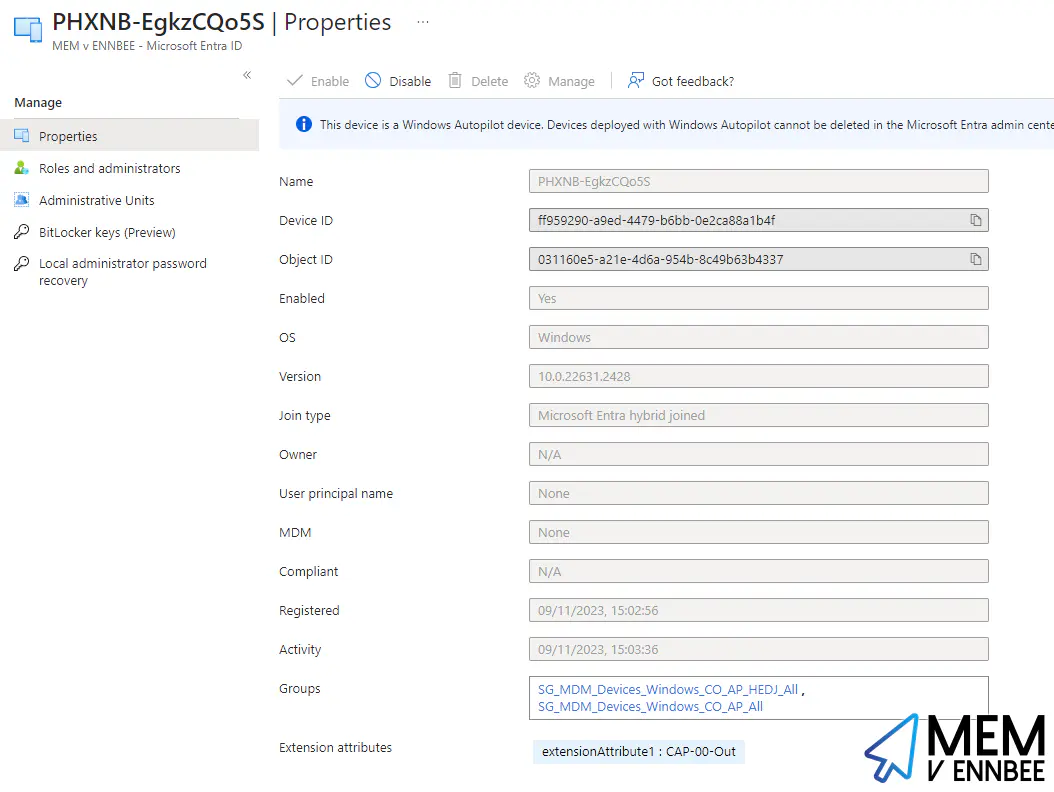 PHXNB-EgkzCQo5S | Properties ...
MEM v ENNBEE - Microsoft Entra ID
«
Manage
Properties
Roles and administrators
Administrative Units
BitLocker keys (Preview)
Local administrator password
recovery
Enable Disable Delete Manage Got feedback?
This device is a Windows Autopilot device. Devices deployed with Windows Autopilot cannot be deleted in the Microsoft Entra admin cente
Name PHXNB-EgkzCQo5S
Device ID ff959290-a9ed-4479-b6bb-0e2ca88a1b4f
Object ID 031160e5-a21e-4d6a-954b-8c49b63b4337
Enabled Yes
OS Windows
Version 10.0.22631.2428
Join type Microsoft Entra hybrid joined
Owner N/A
User principal name None
MDM None
Compliant N/A
Registered 09/11/2023, 15:02:56
Activity 09/11/2023, 15:03:36
Groups SG_MDM_Devices_Windows_CO_AP_HEDJ_All ,
SG_MDM_Devices_Windows_CO_AP_All
Extension attributes extensionAttribute1 : CAP-00-Out
MEM
V ENNBEE